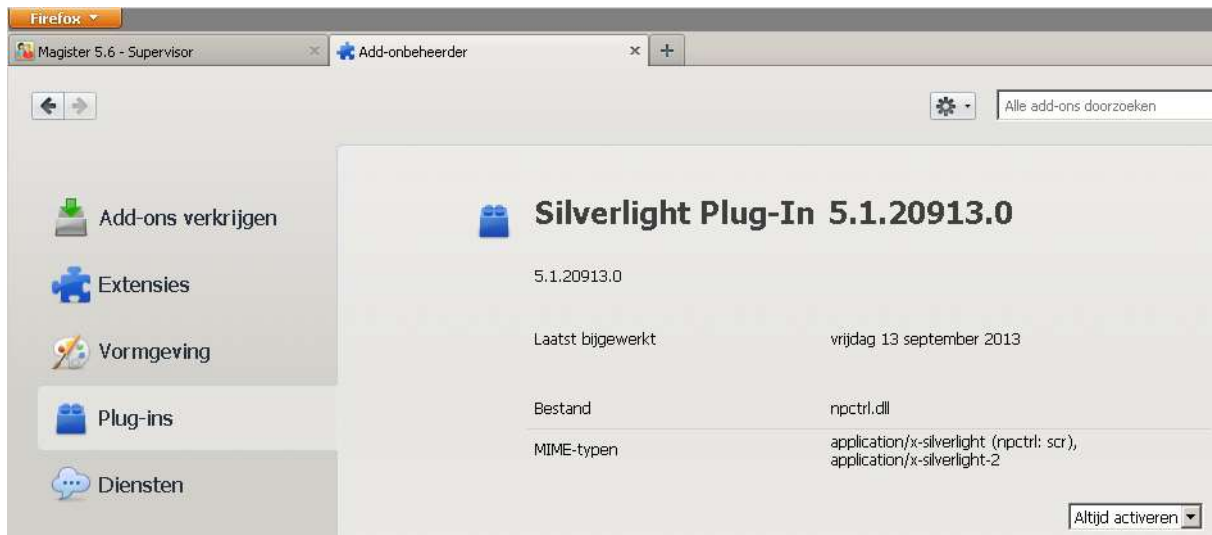 Firefox
Magister 5.6 - Supervisor
Add-onbeheerder
Alle add-ons doorzoeken
Add-ons verkrijgen
Extensies
Vormgeving
Plug-ins
Diensten
Silverlight Plug-In 5.1.20913.0
5.1.20913.0
Laatst bijgewerkt vrijdag 13 september 2013
Bestand npctrl.dll
MIME-typen application/x-silverlight (npctrl: scr),
application/x-silverlight-2
Altijd activeren